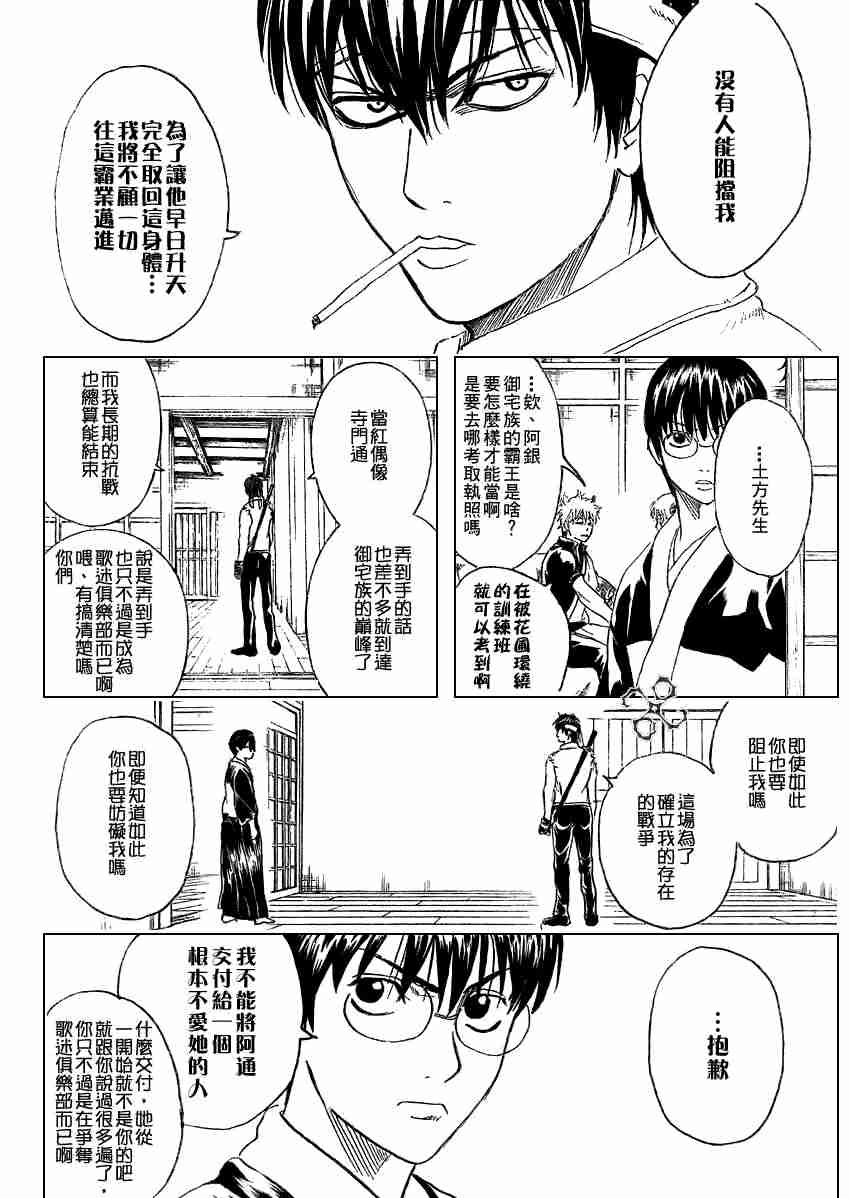 沒有人能阻擋我
為了讓他早日升天
完全取回這身體…
我將不顧一切
往這霸業邁進
…土方先生
…欸、阿銀
御宅族的霸王是啥？
要怎麼樣才能當啊
是要去哪考取執照嗎
在被花圃環繞
的訓練班
就可以考到啊
當紅偶像
寺門通
弄到手的話
也差不多就到達
御宅族的巔峰了
而我長期的抗戰
也總算能結束
說是弄到手
也只不過是成為
歌迷俱樂部而已啊
喂、有搞清楚嗎
你們
即使如此
你也要
阻止我嗎
這場為了
確立我的存在
的戰爭
即便知道如此
你也要妨礙我嗎
…抱歉
我不能將阿通
交付給一個
根本不愛她的人
什麼交付，她從
一開始就不是你的吧
就跟你說過很多遍了，
你只不過是在爭奪
歌迷俱樂部而已啊